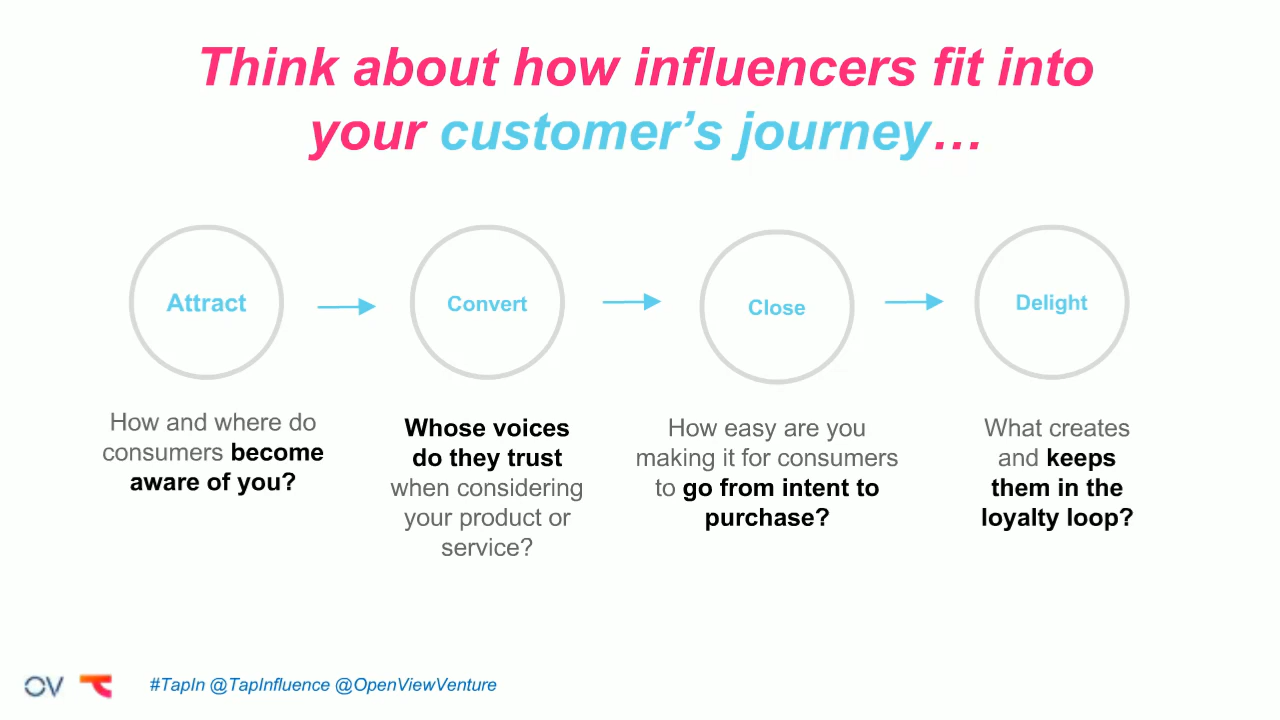 Think about how influencers fit into
your customer's journey…
Attract
Convert
Close
Delight
How and where do
consumers become
aware of you?
Whose voices
do they trust
when considering
your product or
service?
How easy are you
making it for consumers
to go from intent to
purchase?
What creates
and keeps
them in the
loyalty loop?
OV
#TapIn @TapInfluence @OpenViewVenture